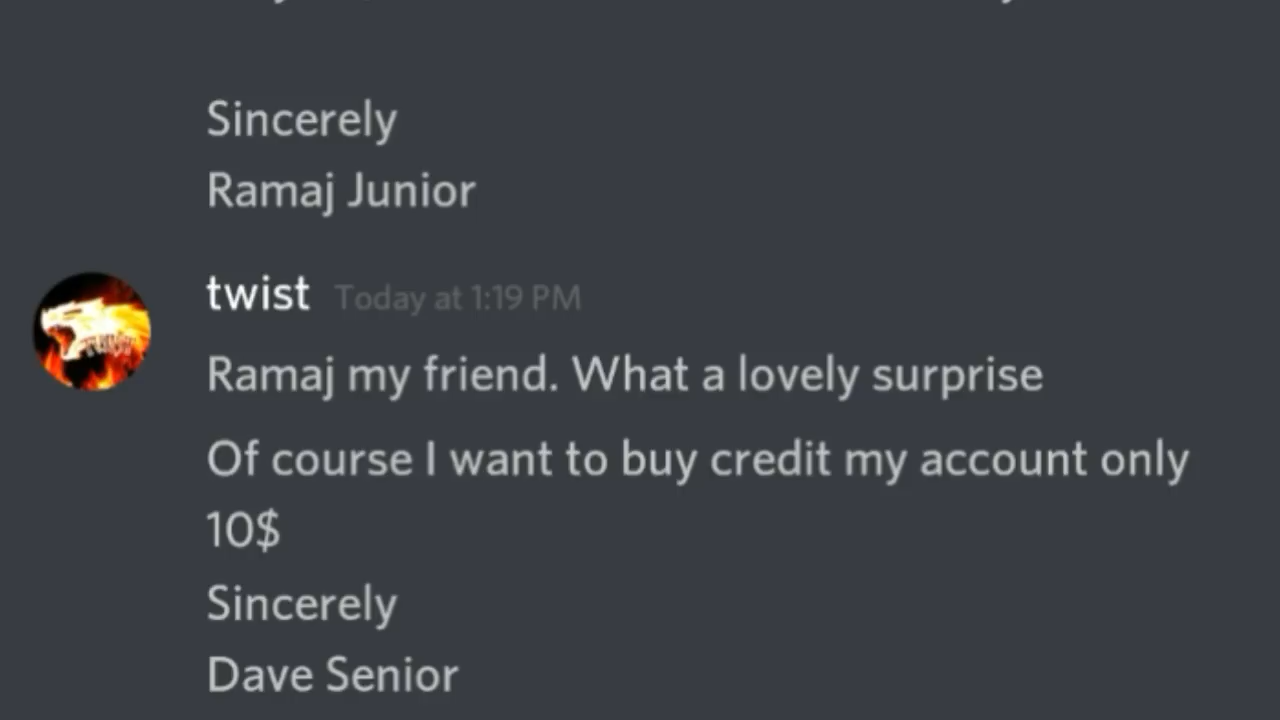 Sincerely
Ramaj Junior
twist Today at 1:19 PM
Ramaj my friend. What a lovely surprise
Of course I want to buy credit my account only
10$
Sincerely
Dave Senior